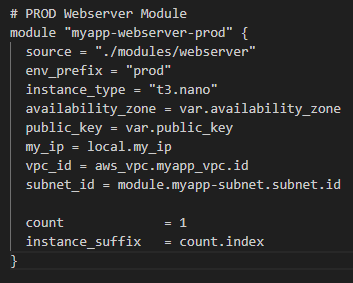 # PROD Webserver Module
module "myapp-webserver-prod" {
  source = "./modules/webserver"
  env_prefix = "prod"
  instance_type = "t3.nano"
  availability_zone = var.availability_zone
  public_key = var.public_key
  my_ip = local.my_ip
  vpc_id = aws_vpc.myapp_vpc.id
  subnet_id = module.myapp-subnet.subnet.id

  count             = 1
  instance_suffix   = count.index
}